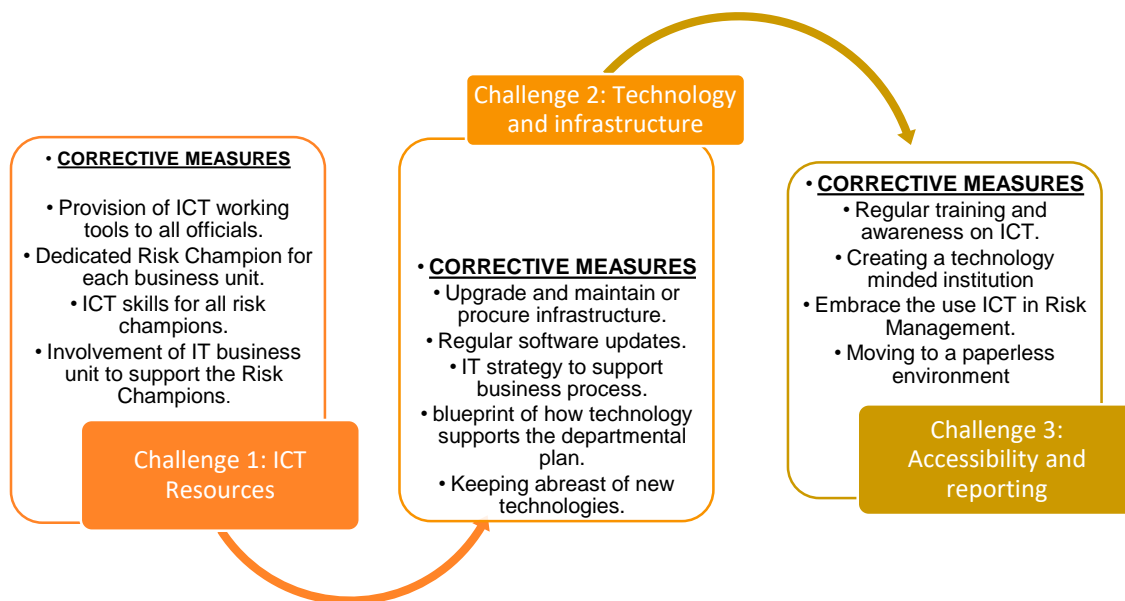 • CORRECTIVE MEASURES
• Provision of ICT working
tools to all officials.
• Dedicated Risk Champion for
each business unit.
• ICT skills for all risk
champions.
• Involvement of IT business
unit to support the Risk
Champions.
Challenge 1: ICT
Resources
Challenge 2: Technology
and infrastructure
• CORRECTIVE MEASURES
• Upgrade and maintain or
procure infrastructure.
• Regular software updates.
• IT strategy to support
business process.
• blueprint of how technology
supports the departmental
plan.
• Keeping abreast of new
technologies.
• CORRECTIVE MEASURES
• Regular training and
awareness on ICT.
• Creating a technology
minded institution
• Embrace the use ICT in Risk
Management.
• Moving to a paperless
environment
Challenge 3:
Accessibility and
reporting